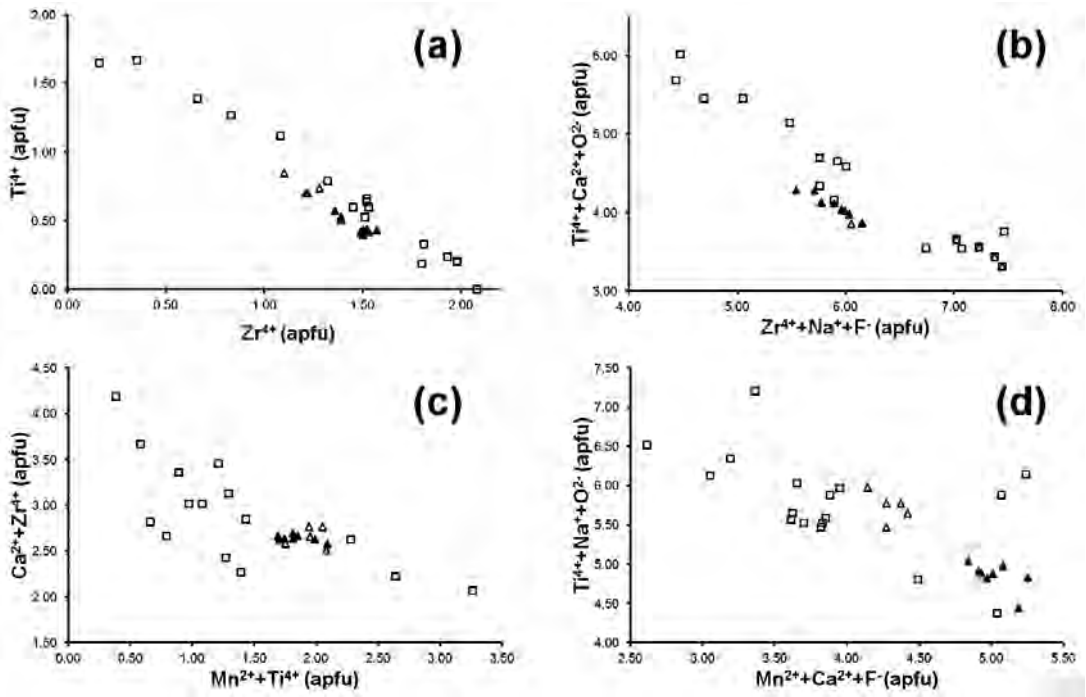 (a)
2.00
1.50
1.00
0.50
0.00
Ti⁴⁺ (apfu)
0.00 0.50 1.00 1.50 2.00
Zr⁴⁺ (apfu)
(b)
6.00
5.00
4.00
3.00
Ti⁴⁺+Ca²⁺+O²⁻ (apfu)
4.00 5.00 6.00 7.00 8.00
Zr⁴⁺+Na⁺+F⁻ (apfu)
(c)
4.50
4.00
3.50
3.00
2.50
2.00
1.50
Ca²⁺+Zr⁴⁺ (apfu)
0.00 0.50 1.00 1.50 2.00 2.50 3.00 3.50
Mn²⁺+Ti⁴⁺ (apfu)
(d)
7.50
7.00
6.50
6.00
5.50
5.00
4.50
4.00
Ti⁴⁺+Na⁺+O²⁻ (apfu)
2.50 3.00 3.50 4.00 4.50 5.00 5.50
Mn²⁺+Ca²⁺+F⁻ (apfu)